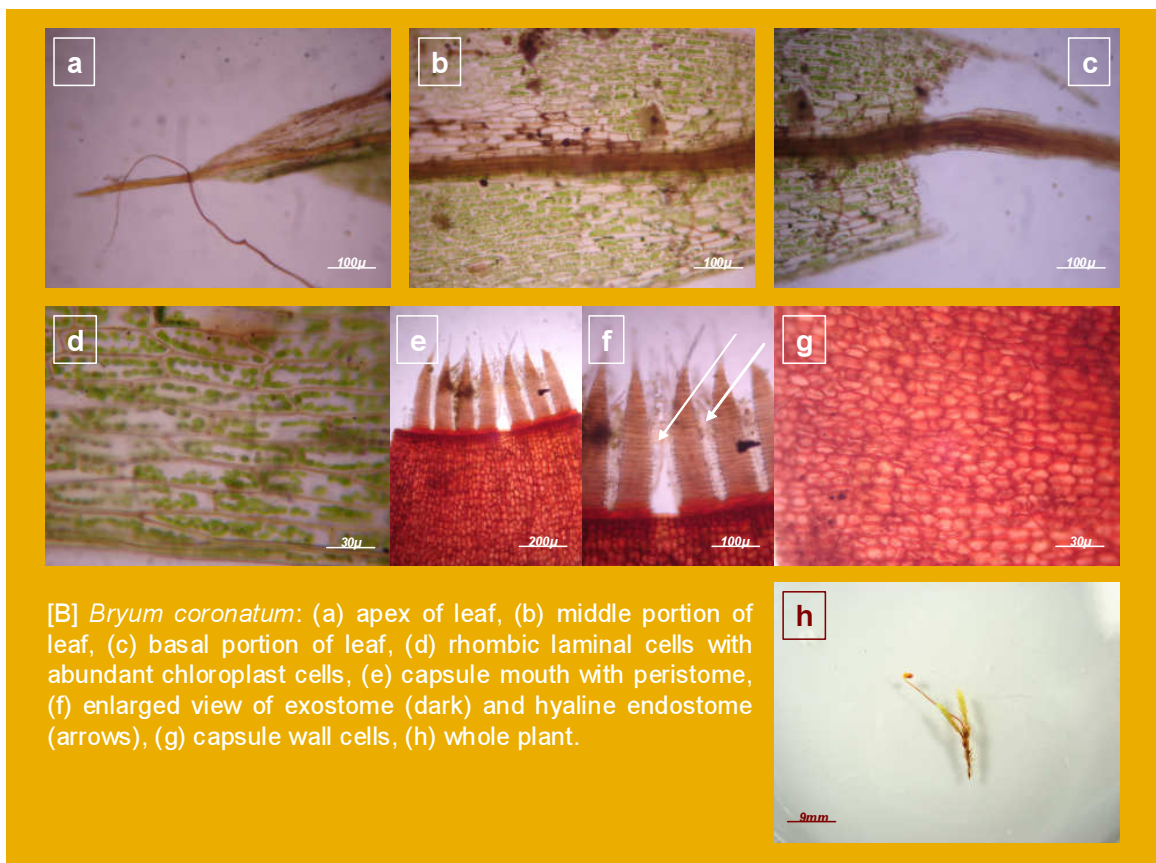 a
b
c
100µ
100µ
100µ
d
e
f
g
30µ
200µ
100µ
30µ
[B] Bryum coronatum: (a) apex of leaf, (b) middle portion of
leaf, (c) basal portion of leaf, (d) rhombic laminal cells with
abundant chloroplast cells, (e) capsule mouth with peristome,
(f) enlarged view of exostome (dark) and hyaline endostome
(arrows), (g) capsule wall cells, (h) whole plant.
h
9mm